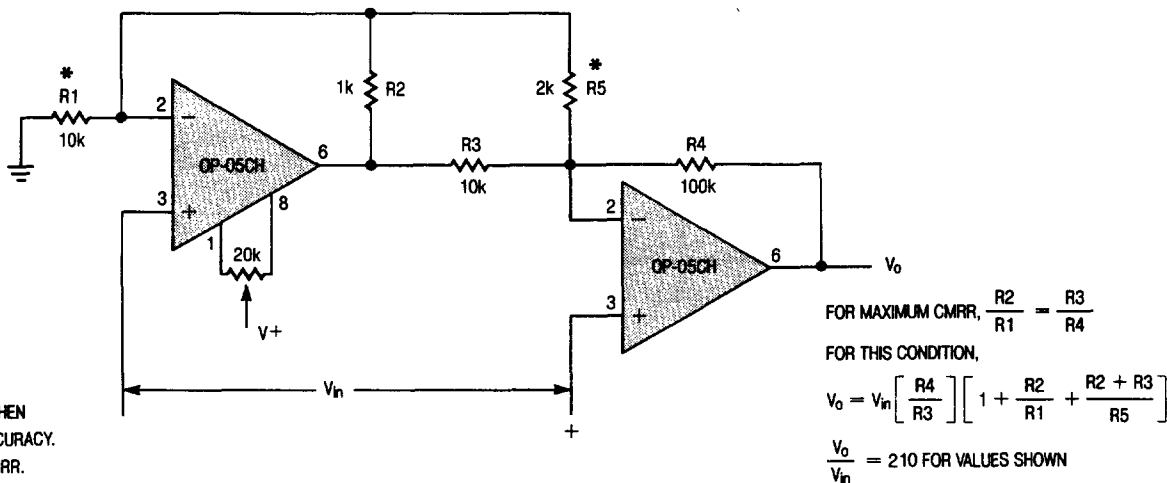 *
R1
10k
2
−
OP-05CH
3
+
6
8
1
20k
V+
1k
R2
*
2k
R5
R3
10k
R4
100k
2
−
OP-05CH
3
+
6
Vo
Vin
+
HEN
CURACY.
RR.
FOR MAXIMUM CMRR, R2/R1 = R3/R4
FOR THIS CONDITION,
Vo = Vin [R4/R3] [1 + R2/R1 + R2 + R3/R5]
Vo/Vin = 210 FOR VALUES SHOWN